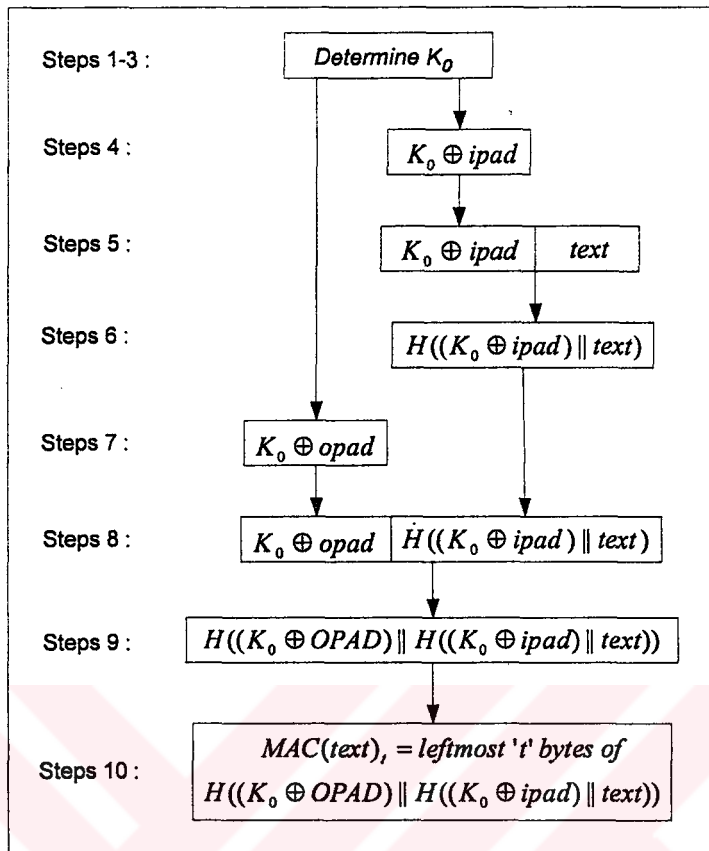 Steps 1-3 : Determine K₀
Steps 4 : K₀ ⊕ ipad
Steps 5 : K₀ ⊕ ipad text
Steps 6 : H((K₀ ⊕ ipad) || text)
Steps 7 : K₀ ⊕ opad
Steps 8 : K₀ ⊕ opad H((K₀ ⊕ ipad) || text)
Steps 9 : H((K₀ ⊕ OPAD) || H((K₀ ⊕ ipad) || text))
Steps 10 : MAC(text)ₜ = leftmost 't' bytes of
H((K₀ ⊕ OPAD) || H((K₀ ⊕ ipad) || text))